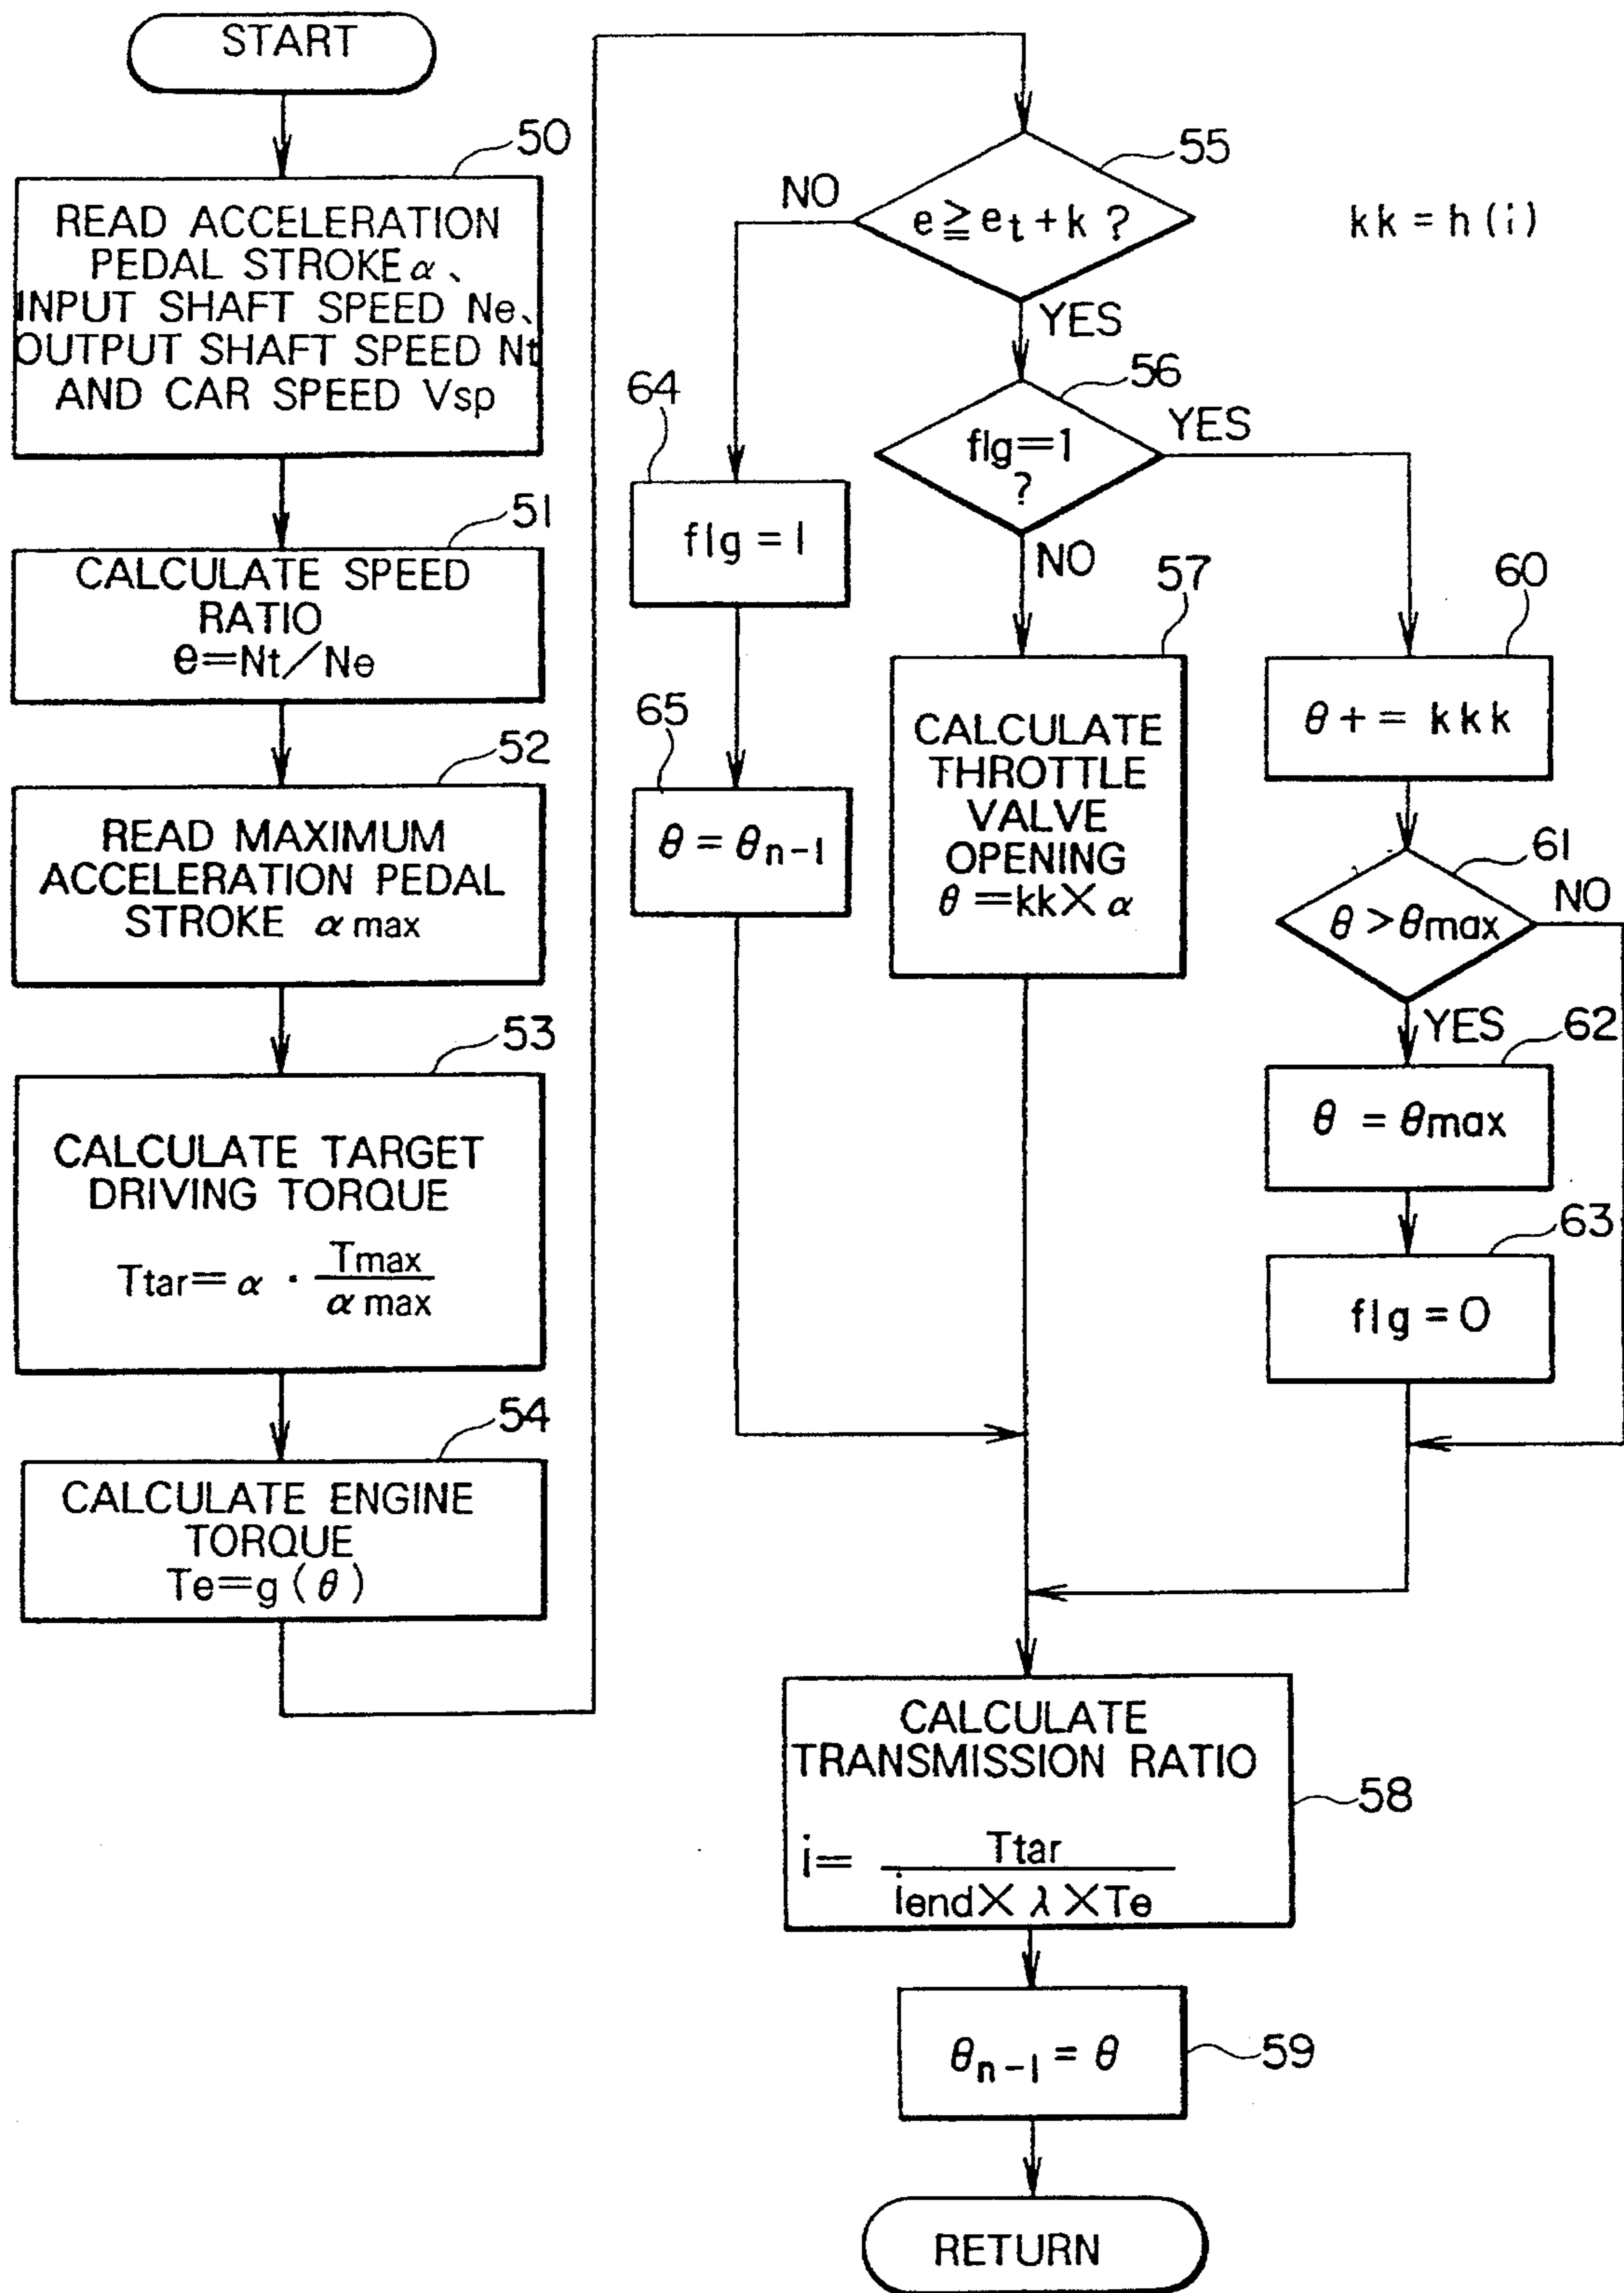 START
50
READ ACCELERATION
PEDAL STROKE α、
INPUT SHAFT SPEED Ne、
OUTPUT SHAFT SPEED Nt
AND CAR SPEED Vsp
51
CALCULATE SPEED
RATIO
e=Nt/Ne
52
READ MAXIMUM
ACCELERATION PEDAL
STROKE α max
53
CALCULATE TARGET
DRIVING TORQUE
Ttar=α · Tmax / α max
54
CALCULATE ENGINE
TORQUE
Te=g(θ)
55
e ≧ et + k ?
NO
YES
kk = h (i)
56
flg=1
?
YES
NO
64
flg = 1
65
θ = θn-1
57
CALCULATE
THROTTLE
VALVE
OPENING
θ =kk× α
60
θ += kkk
61
θ > θmax
NO
YES
62
θ = θmax
63
flg = 0
58
CALCULATE
TRANSMISSION RATIO
i= Ttar / iend× λ ×Te
59
θn-1 = θ
RETURN